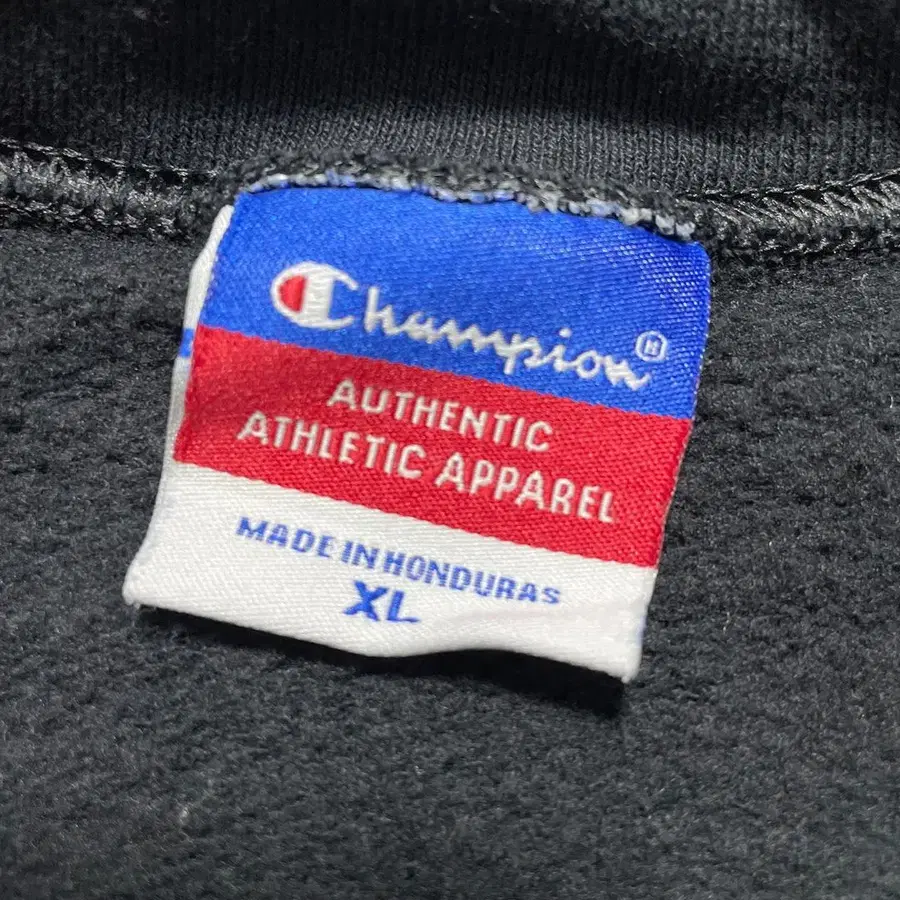 Champion®
AUTHENTIC
ATHLETIC APPAREL
MADE IN HONDURAS
XL